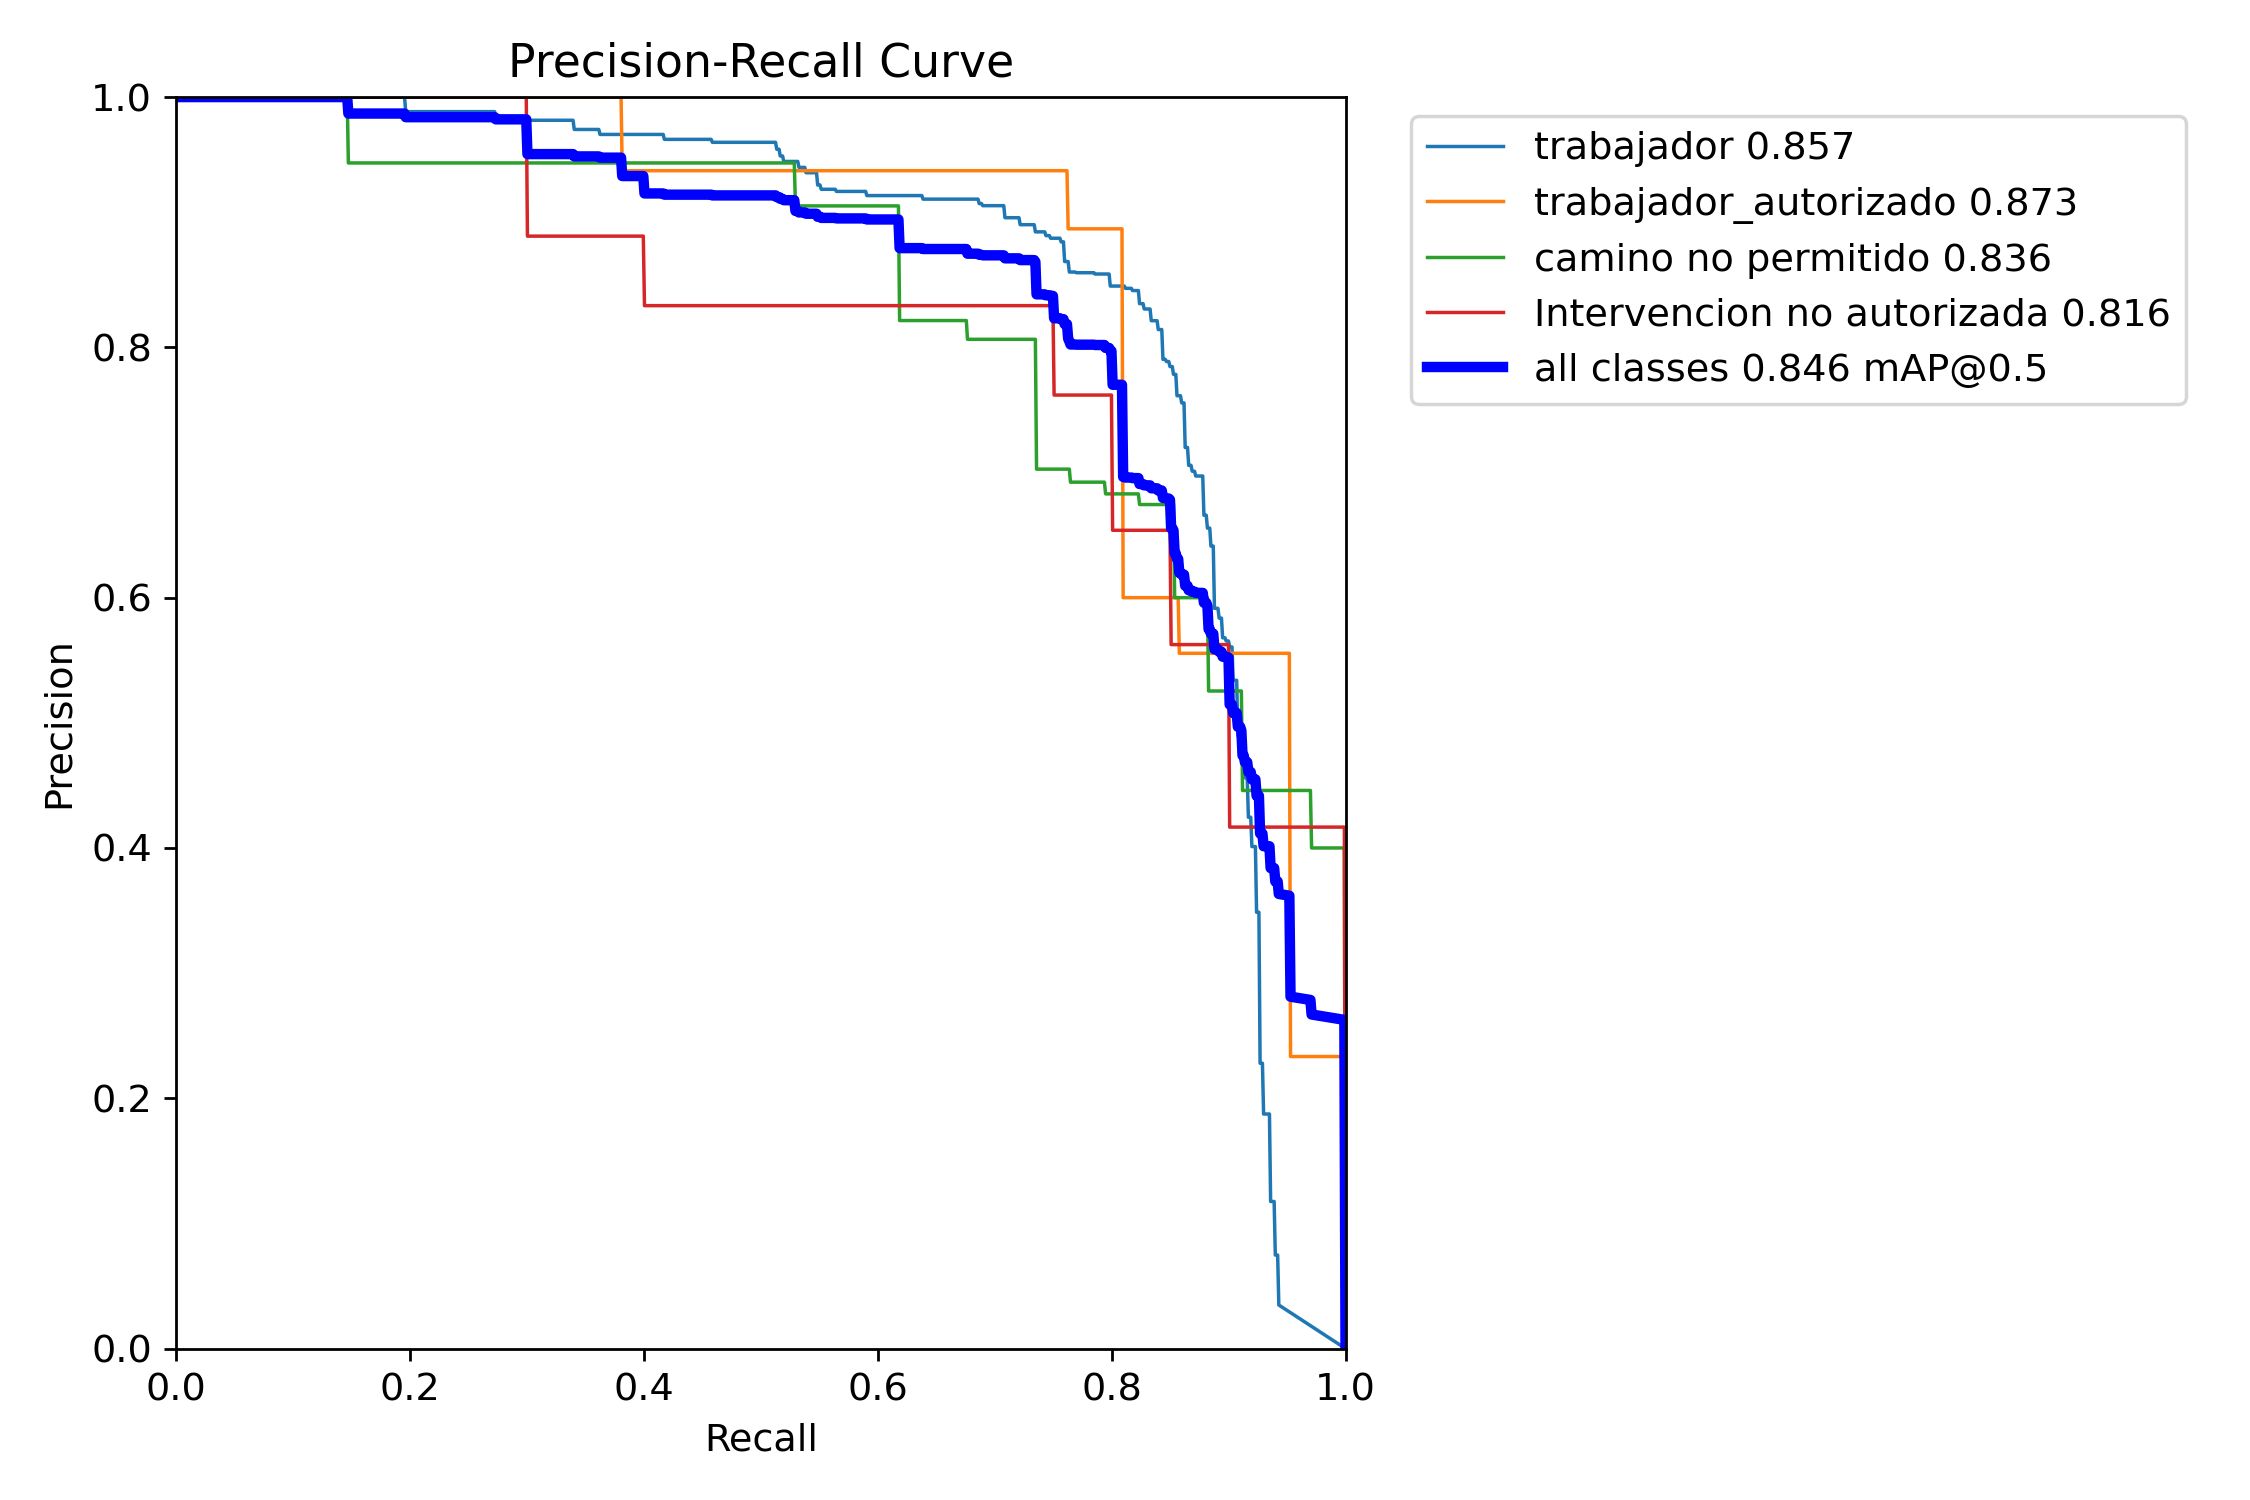 Precision-Recall Curve
1.0
0.8
0.6
0.4
0.2
0.0
Precision
0.0 0.2 0.4 0.6 0.8 1.0
Recall
trabajador 0.857
trabajador_autorizado 0.873
camino no permitido 0.836
Intervencion no autorizada 0.816
all classes 0.846 mAP@0.5